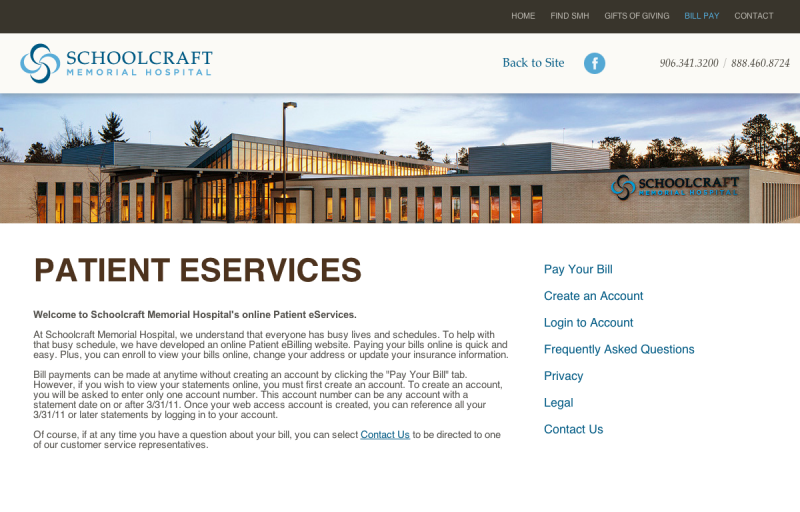 HOME FIND SMH GIFTS OF GIVING BILL PAY CONTACT
SCHOOLCRAFT
MEMORIAL HOSPITAL
Back to Site
f
906.341.3200 / 888.460.8724
SCHOOLCRAFT
MEMORIAL HOSPITAL
PATIENT ESERVICES
Welcome to Schoolcraft Memorial Hospital's online Patient eServices.
At Schoolcraft Memorial Hospital, we understand that everyone has busy lives and schedules. To help with
that busy schedule, we have developed an online Patient eBilling website. Paying your bills online is quick and
easy. Plus, you can enroll to view your bills online, change your address or update your insurance information.
Bill payments can be made at anytime without creating an account by clicking the "Pay Your Bill" tab.
However, if you wish to view your statements online, you must first create an account. To create an account,
you will be asked to enter only one account number. This account number can be any account with a
statement date on or after 3/31/11. Once your web access account is created, you can reference all your
3/31/11 or later statements by logging in to your account.
Of course, if at any time you have a question about your bill, you can select Contact Us to be directed to one
of our customer service representatives.
Pay Your Bill
Create an Account
Login to Account
Frequently Asked Questions
Privacy
Legal
Contact Us